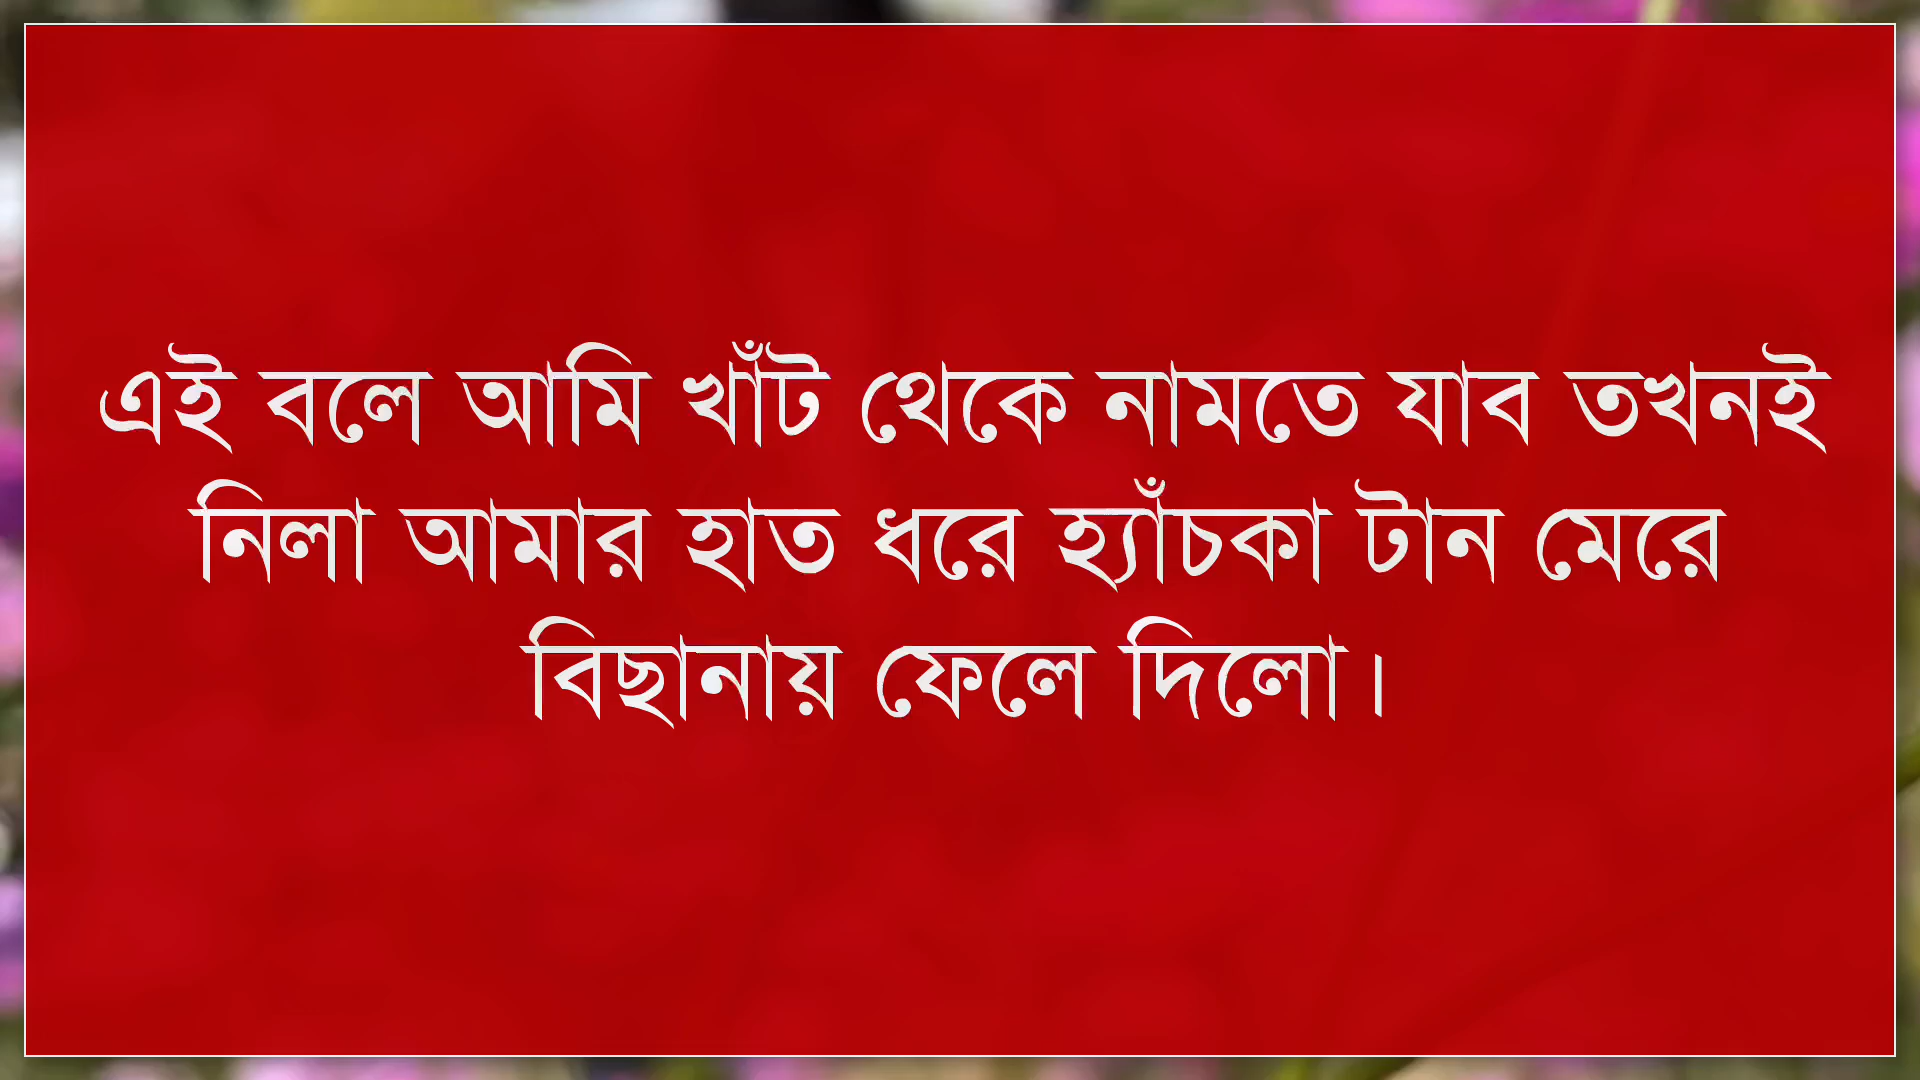 এই বলে আমি খাঁট থেকে নামতে যাব তখনই
নিলা আমার হাত ধরে হ্যাঁচকা টান মেরে
বিছানায় ফেলে দিলো।